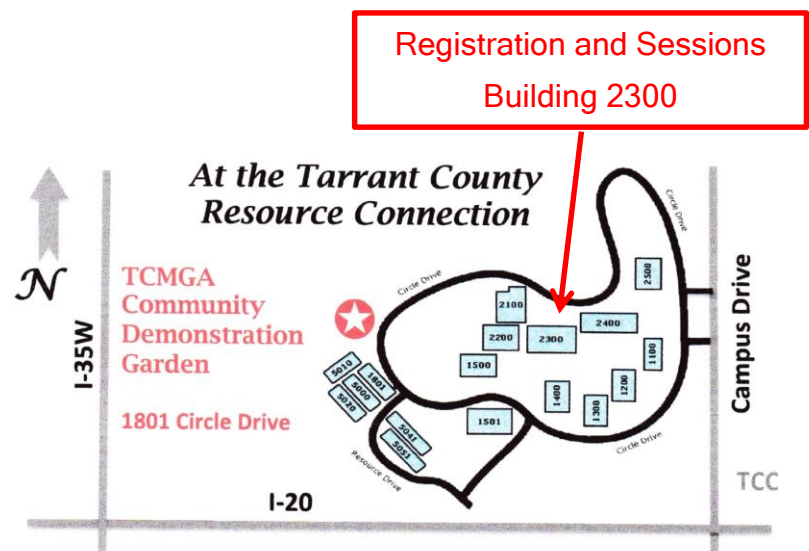 Registration and Sessions
Building 2300
At the Tarrant County
Resource Connection
N
TCMGA
Community
Demonstration
Garden
1801 Circle Drive
I-35W
I-20
Campus Drive
TCC
Circle Drive
Circle Drive
Circle Drive
Resource Drive
2500
2100
2200
2300
2400
1100
1500
1200
1400
1300
1501
5010
1801
5000
5020
5041
5051